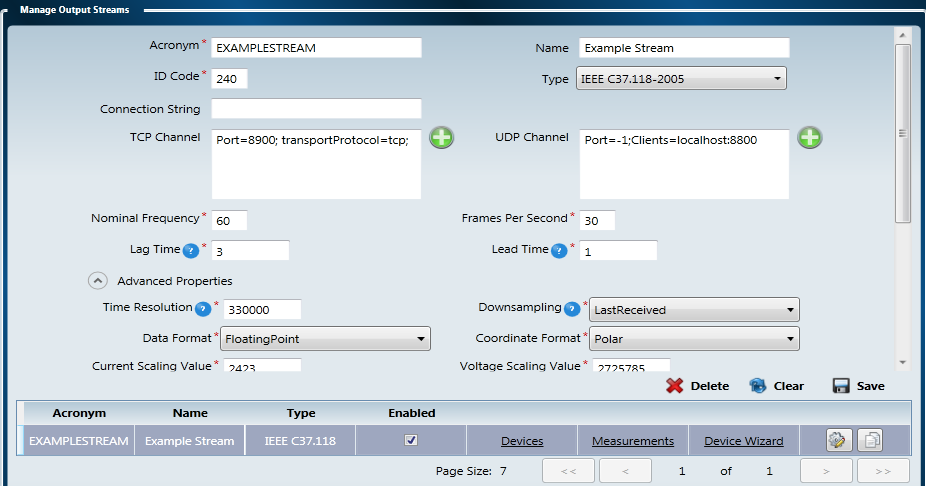 Manage Output Streams
Acronym * EXAMPLESTREAM Name Example Stream
ID Code * 240 Type IEEE C37.118-2005
Connection String
TCP Channel Port=8900; transportProtocol=tcp; UDP Channel Port=-1;Clients=localhost:8800
Nominal Frequency * 60 Frames Per Second * 30
Lag Time ? * 3 Lead Time ? * 1
Advanced Properties
Time Resolution ? * 330000 Downsampling ? * LastReceived
Data Format * FloatingPoint Coordinate Format * Polar
Current Scaling Value * 2423 Voltage Scaling Value * 2725785
Delete Clear Save
Acronym Name Type Enabled
EXAMPLESTREAM Example Stream IEEE C37.118 Devices Measurements Device Wizard
Page Size: 7 << < 1 of 1 > >>